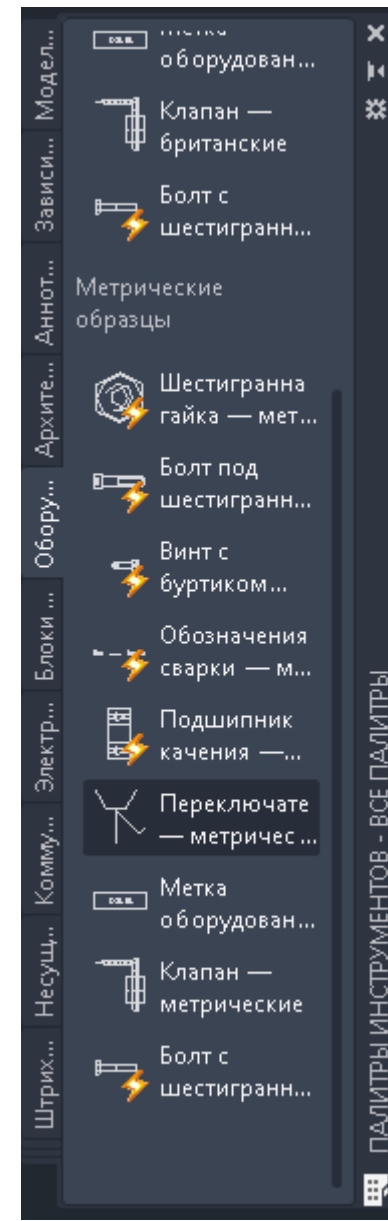 оборудован...
Клапан —
британские
Болт с
шестигранн...
Метрические
образцы
Шестигранна
гайка — мет...
Болт под
шестигранн...
Винт с
буртиком...
Обозначения
сварки — м...
Подшипник
качения —...
Переключате
— метричес ...
Метка
оборудован...
Клапан —
метрические
Болт с
шестигранн...
Модел...
Зависи...
Аннот...
Архите...
Обору...
Блоки ...
Электр...
Комму...
Несущ...
Штрих...
ПАЛИТРЫ ИНСТРУМЕНТОВ - ВСЕ ПАЛИТРЫ